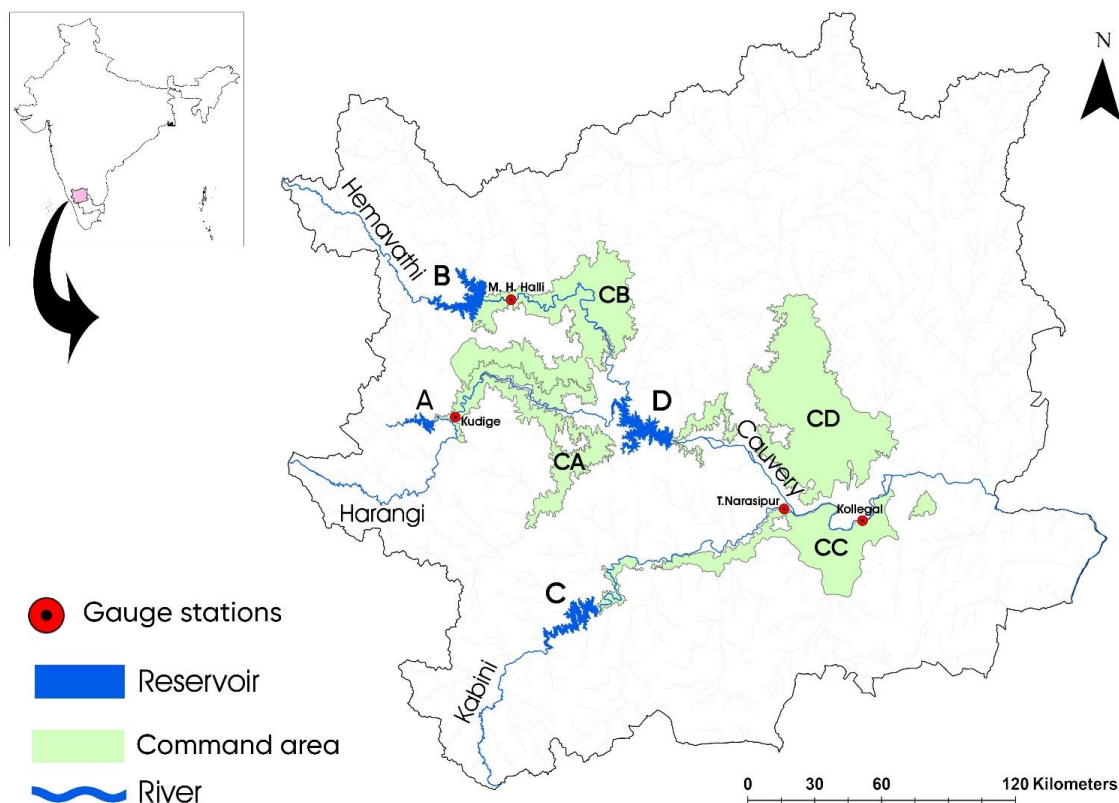 N
Hemavathi
B
M. H. Halli
CB
A
Kudige
D
CD
CA
Cauvery
Harangi
T.Narasipur
Kollegal
CC
C
Kabini
Gauge stations
Reservoir
Command area
River
0 30 60 120 Kilometers